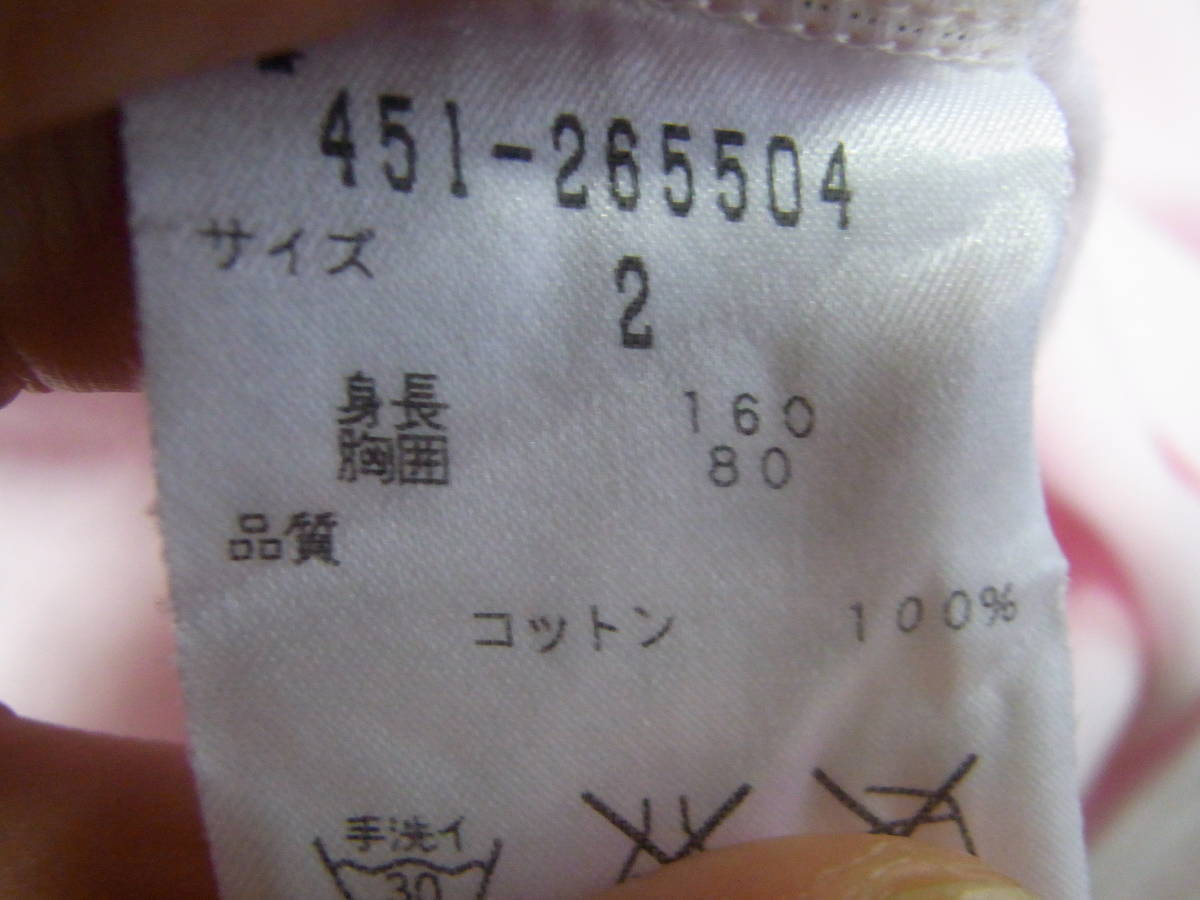 451-265504
サイズ
2
身長 160
胸囲 80
品質
コットン 100%
手洗イ
30